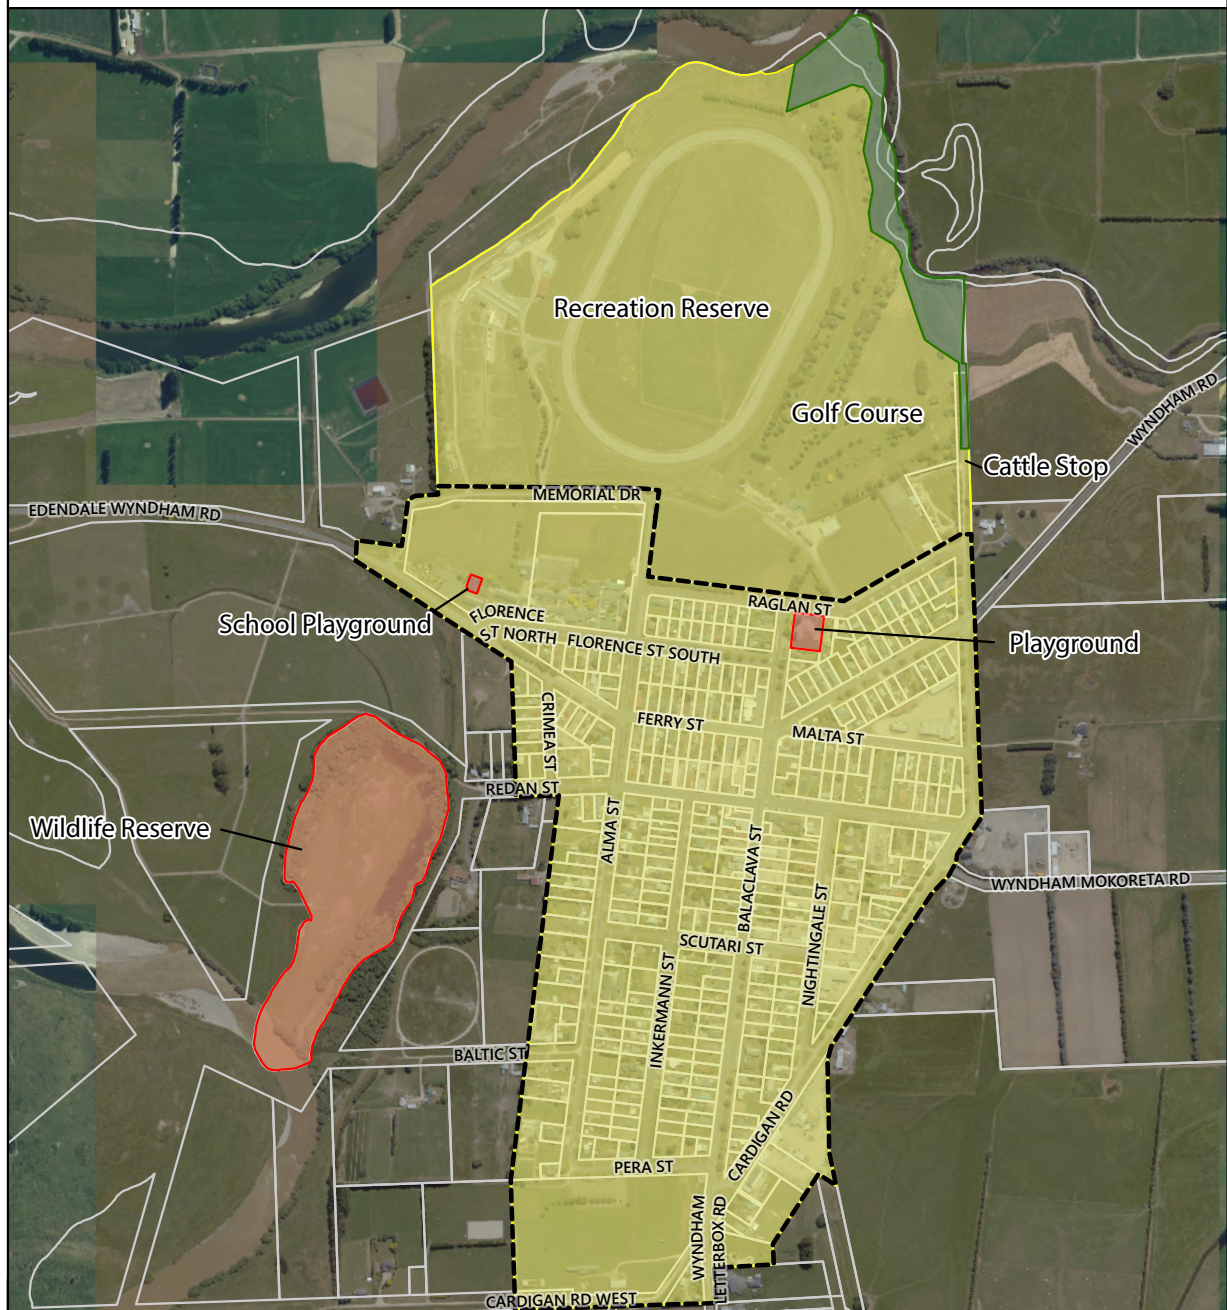 Recreation Reserve
Golf Course
WYNDHAM RD
Cattle Stop
MEMORIAL DR
EDENDALE WYNDHAM RD
RAGLAN ST
School Playground
FLORENCE
ST NORTH
FLORENCE ST SOUTH
Playground
CRIMEA ST
FERRY ST
MALTA ST
REDAN ST
Wildlife Reserve
ALMA ST
BALACLAVA ST
NIGHTINGALE ST
WYNDHAM MOKORETA RD
SCUTARI ST
INKERMANN ST
BALTIC ST
CARDIGAN RD
PERA ST
WYNDHAM
LETTERBOX RD
CARDIGAN RD WEST